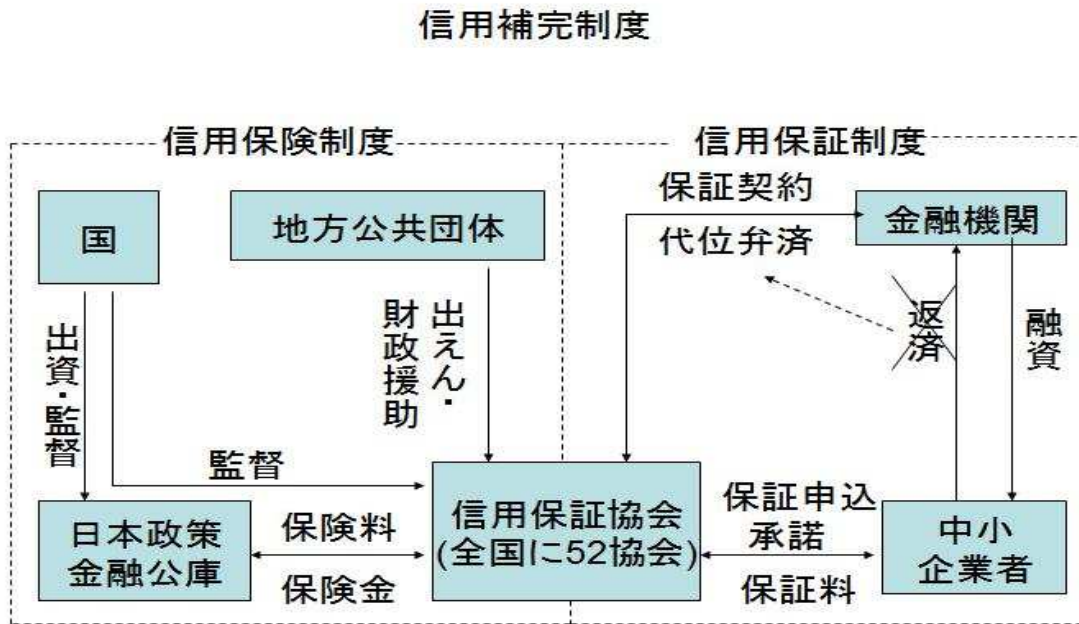 信用補完制度
信用保険制度
信用保証制度
国
地方公共団体
保証契約
代位弁済
金融機関
出資・監督
出えん・
財政援助
返済
融資
監督
日本政策
金融公庫
保険料
保険金
信用保証協会
(全国に52協会)
保証申込
承諾
保証料
中小
企業者